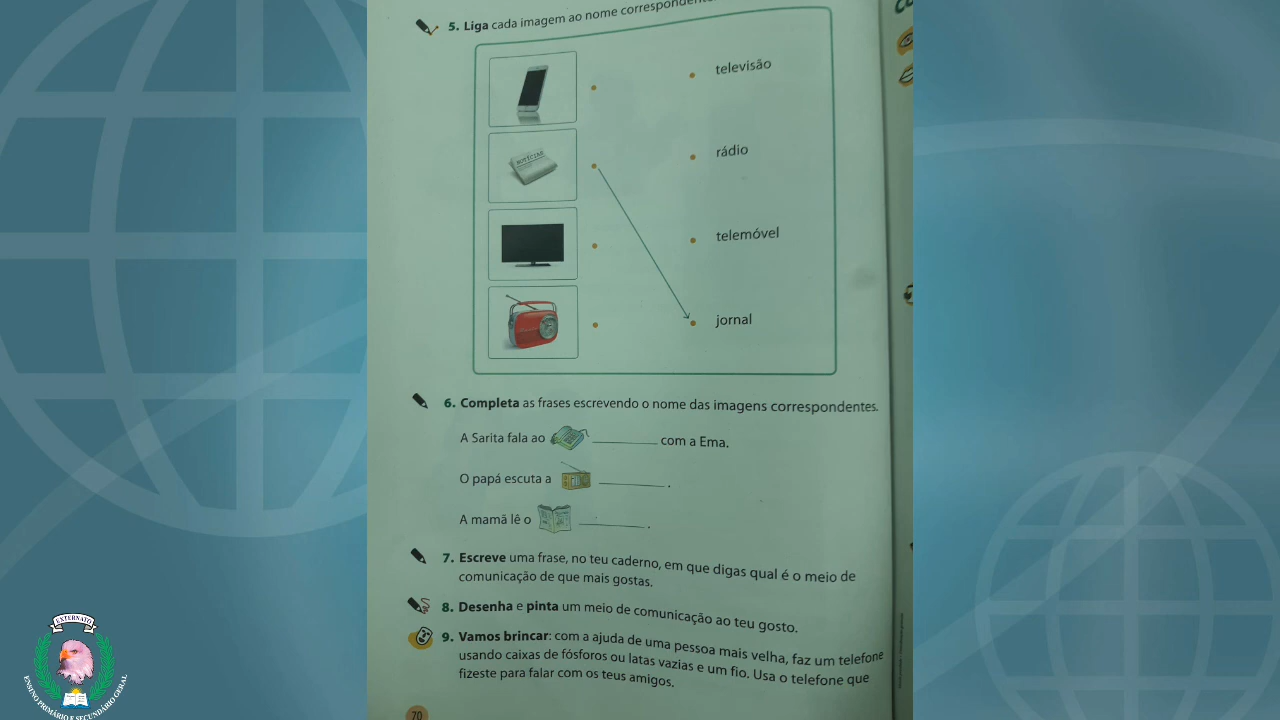 5. Liga cada imagem ao nome correspondente
televisão
NOTÍCIAS
rádio
telemóvel
jornal
6. Completa as frases escrevendo o nome das imagens correspondentes.
A Sarita fala ao ________ com a Ema.
O papá escuta a ________ .
A mamã lê o ________ .
7. Escreve uma frase, no teu caderno, em que digas qual é o meio de
comunicação de que mais gostas.
8. Desenha e pinta um meio de comunicação ao teu gosto.
9. Vamos brincar: com a ajuda de uma pessoa mais velha, faz um telefone
usando caixas de fósforos ou latas vazias e um fio. Usa o telefone que
fizeste para falar com os teus amigos.
70
EXTERNATO
ENSINO PRIMÁRIO E SECUNDÁRIO GERAL